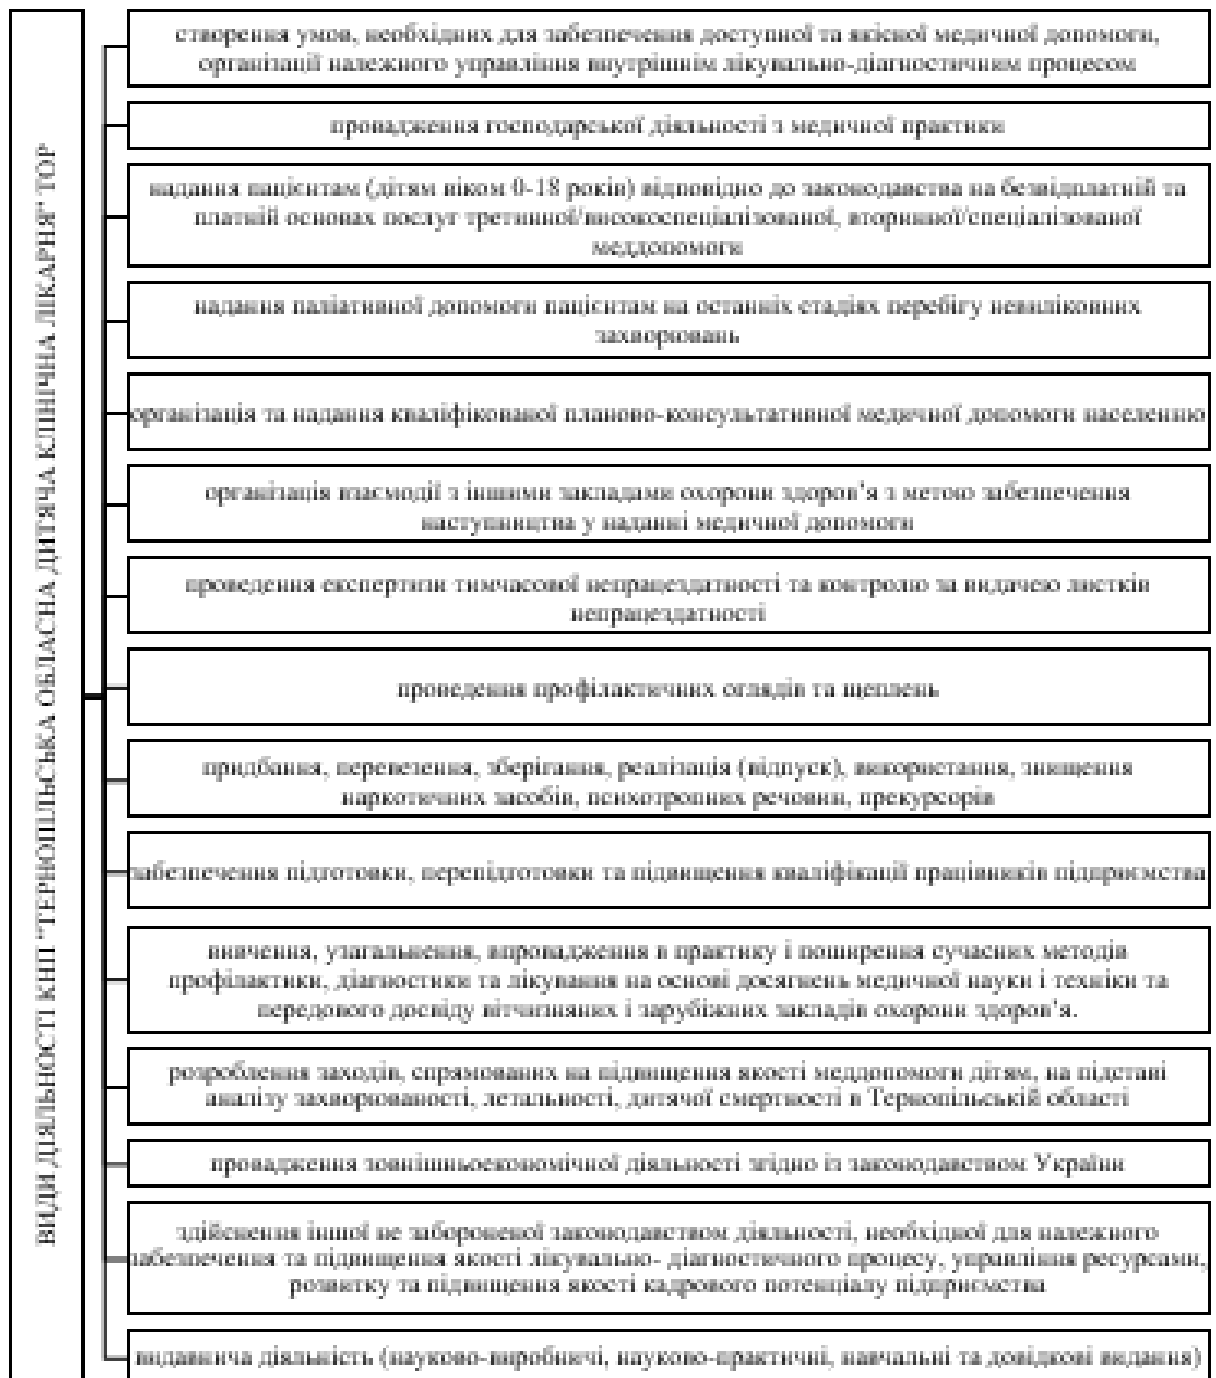 ВИДИ ДІЯЛЬНОСТІ КНП "ТЕРНОПІЛЬСЬКА ОБЛАСНА ДИТЯЧА КЛІНІЧНА ЛІКАРНЯ" ТОР
створення умов, необхідних для забезпечення доступної та якісної медичної допомоги,
організації належного управління внутрішнім лікувально-діагностичним процесом
провадження господарської діяльності з медичної практики
надання пацієнтам (дітям віком 0-18 років) відповідно до законодавства на безвідплатній та
платній основах послуг третинної/високоспеціалізованої, вторинної/спеціалізованої
меддопомоги
надання паліативної допомоги пацієнтам на останніх стадіях перебігу невиліковних
захворювань
організація та надання кваліфікованої планово-консультативної медичної допомоги населенню
організація взаємодії з іншими закладами охорони здоров'я з метою забезпечення
наступництва у наданні медичної допомоги
проведення експертизи тимчасової непрацездатності та контролю за видачею листків
непрацездатності
проведення профілактичних оглядів та щеплень
придбання, перевезення, зберігання, реалізація (відпуск), використання, знищення
наркотичних засобів, психотропних речовин, прекурсорів
забезпечення підготовки, перепідготовки та підвищення кваліфікації працівників підприємства
вивчення, узагальнення, впровадження в практику і поширення сучасних методів
профілактики, діагностики та лікування на основі досягнень медичної науки і техніки та
передового досвіду вітчизняних і зарубіжних закладів охорони здоров'я.
розроблення заходів, спрямованих на підвищення якості меддопомоги дітям, на підставі
аналізу захворюваності, летальності, дитячої смертності в Тернопільській області
провадження зовнішньоекономічної діяльності згідно із законодавством України
здійснення іншої не забороненої законодавством діяльності, необхідної для належного
забезпечення та підвищення якості лікувально- діагностичного процесу, управління ресурсами,
розвитку та підвищення якості кадрового потенціалу підприємства
видавнича діяльність (науково-виробничі, науково-практичні, навчальні та довідкові видання)